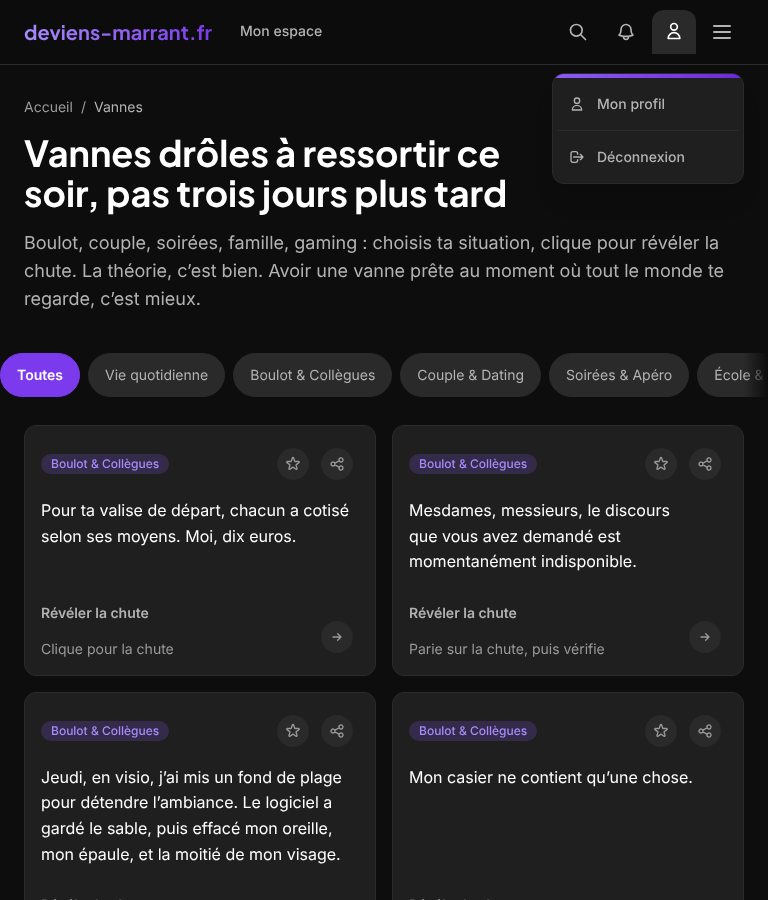 deviens-marrant.fr
Mon espace
Mon profil
Déconnexion
Accueil / Vannes
Vannes drôles à ressortir ce
soir, pas trois jours plus tard
Boulot, couple, soirées, famille, gaming : choisis ta situation, clique pour révéler la
chute. La théorie, c’est bien. Avoir une vanne prête au moment où tout le monde te
regarde, c’est mieux.
Toutes
Vie quotidienne
Boulot & Collègues
Couple & Dating
Soirées & Apéro
École &
Boulot & Collègues
Pour ta valise de départ, chacun a cotisé
selon ses moyens. Moi, dix euros.
Révéler la chute
Clique pour la chute
Boulot & Collègues
Mesdames, messieurs, le discours
que vous avez demandé est
momentanément indisponible.
Révéler la chute
Parie sur la chute, puis vérifie
Boulot & Collègues
Jeudi, en visio, j’ai mis un fond de plage
pour détendre l’ambiance. Le logiciel a
gardé le sable, puis effacé mon oreille,
mon épaule, et la moitié de mon visage.
Boulot & Collègues
Mon casier ne contient qu’une chose.